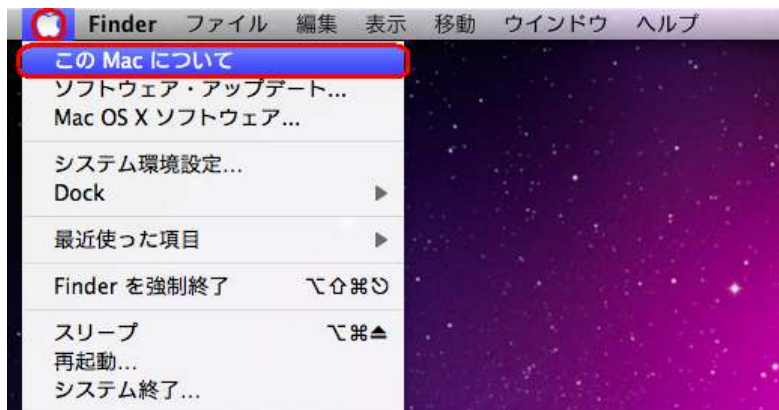 Finder ファイル 編集 表示 移動 ウインドウ ヘルプ
この Mac について
ソフトウェア・アップデート...
Mac OS X ソフトウェア...
システム環境設定...
Dock ▶
最近使った項目 ▶
Finder を強制終了 ⌥⇧⌘⎋
スリープ ⌥⌘⏏
再起動...
システム終了...